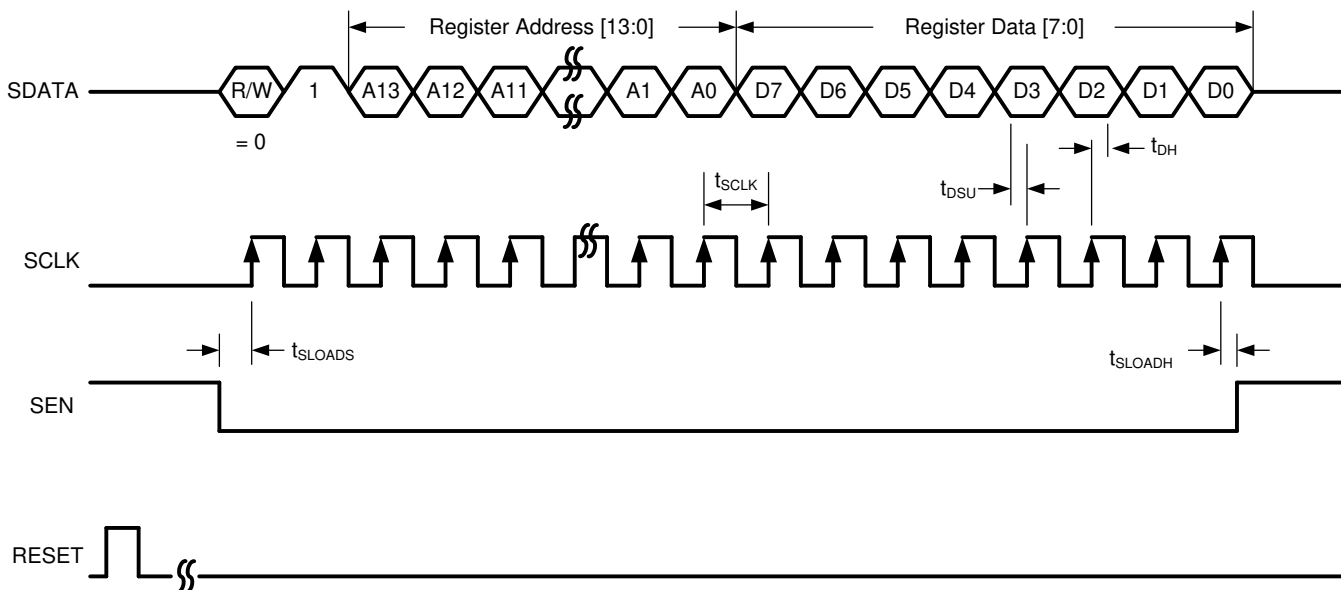 Register Address [13:0] Register Data [7:0]
SDATA R/W 1 A13 A12 A11 A1 A0 D7 D6 D5 D4 D3 D2 D1 D0
= 0
tDH
tSCLK
tDSU
SCLK
tSLOADS
tSLOADH
SEN
RESET